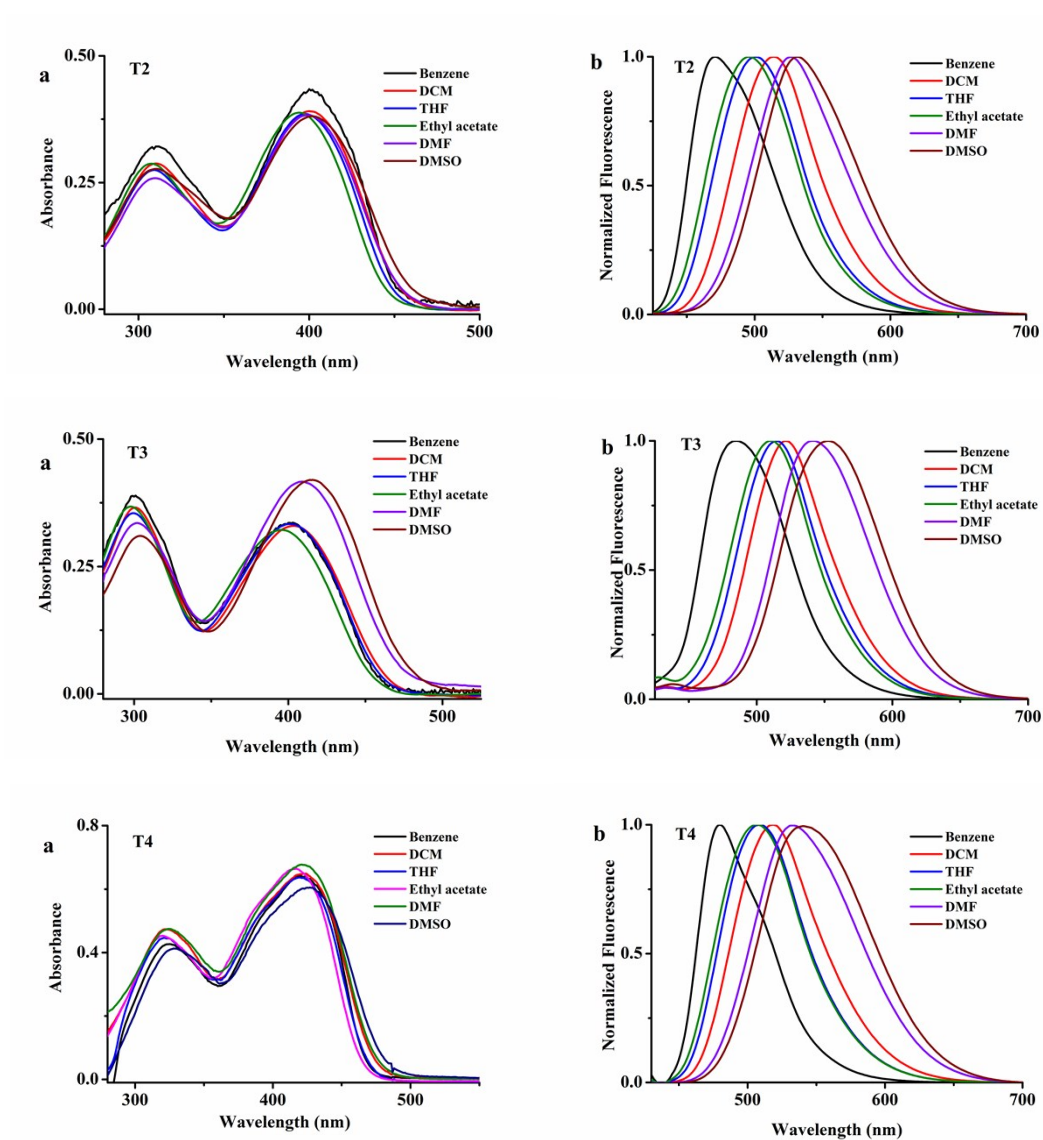 a
T2
Benzene
DCM
THF
Ethyl acetate
DMF
DMSO
0.50
0.25
0.00
Absorbance
300
400
500
Wavelength (nm)
b
T2
Benzene
DCM
THF
Ethyl acetate
DMF
DMSO
1.0
0.5
0.0
Normalized Fluorescence
500
600
700
Wavelength (nm)
a
T3
Benzene
DCM
THF
Ethyl acetate
DMF
DMSO
0.50
0.25
0.00
Absorbance
300
400
500
Wavelength (nm)
b
T3
Benzene
DCM
THF
Ethyl acetate
DMF
DMSO
1.0
0.5
0.0
Normalized Fluorescence
500
600
700
Wavelength (nm)
a
T4
Benzene
DCM
THF
Ethyl acetate
DMF
DMSO
0.8
0.4
0.0
Absorbance
300
400
500
Wavelength (nm)
b
T4
Benzene
DCM
THF
Ethyl acetate
DMF
DMSO
1.0
0.5
0.0
Normalized Fluorescence
500
600
700
Wavelength (nm)